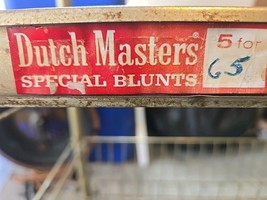 Dutch Masters® 5 for
SPECIAL BLUNTS 65